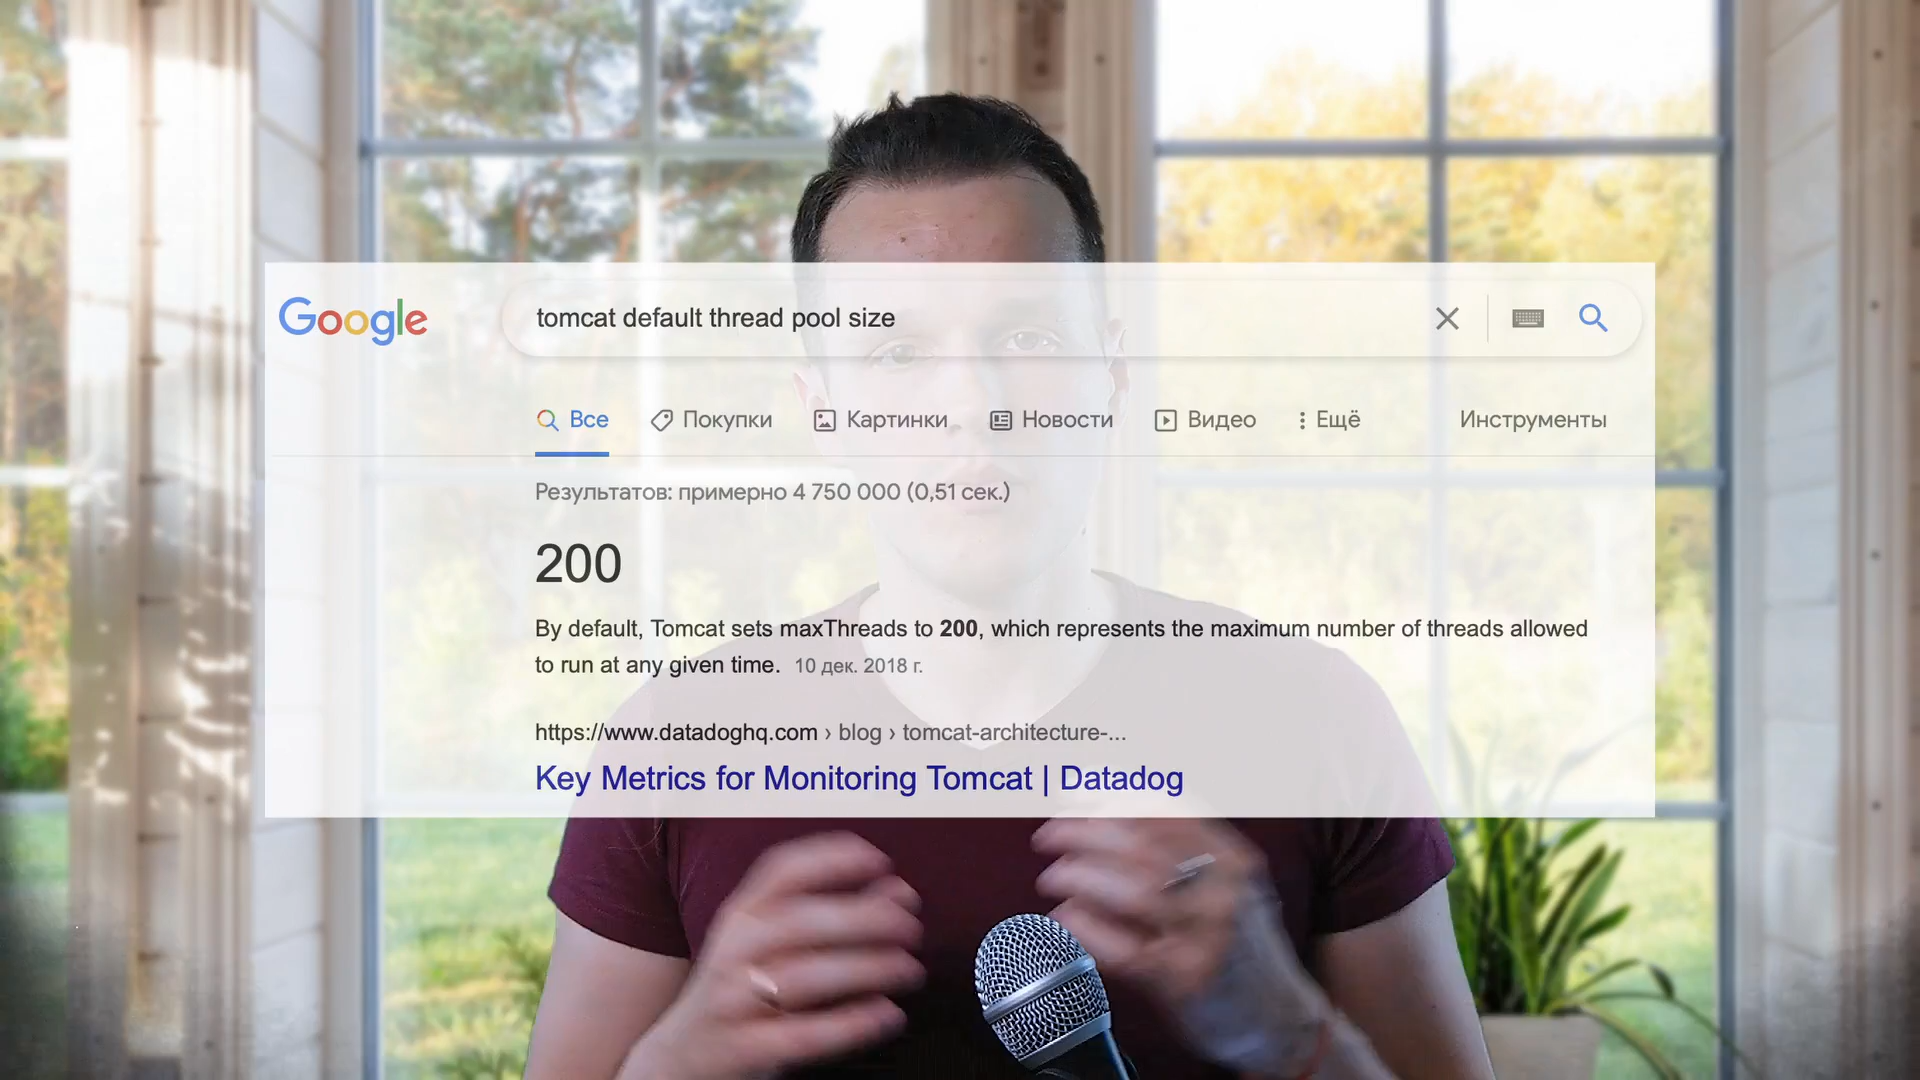 Google
tomcat default thread pool size
Все Покупки Картинки Новости Видео Ещё Инструменты
Результатов: примерно 4 750 000 (0,51 сек.)
200
By default, Tomcat sets maxThreads to 200, which represents the maximum number of threads allowed
to run at any given time. 10 дек. 2018 г.
https://www.datadoghq.com › blog › tomcat-architecture-...
Key Metrics for Monitoring Tomcat | Datadog